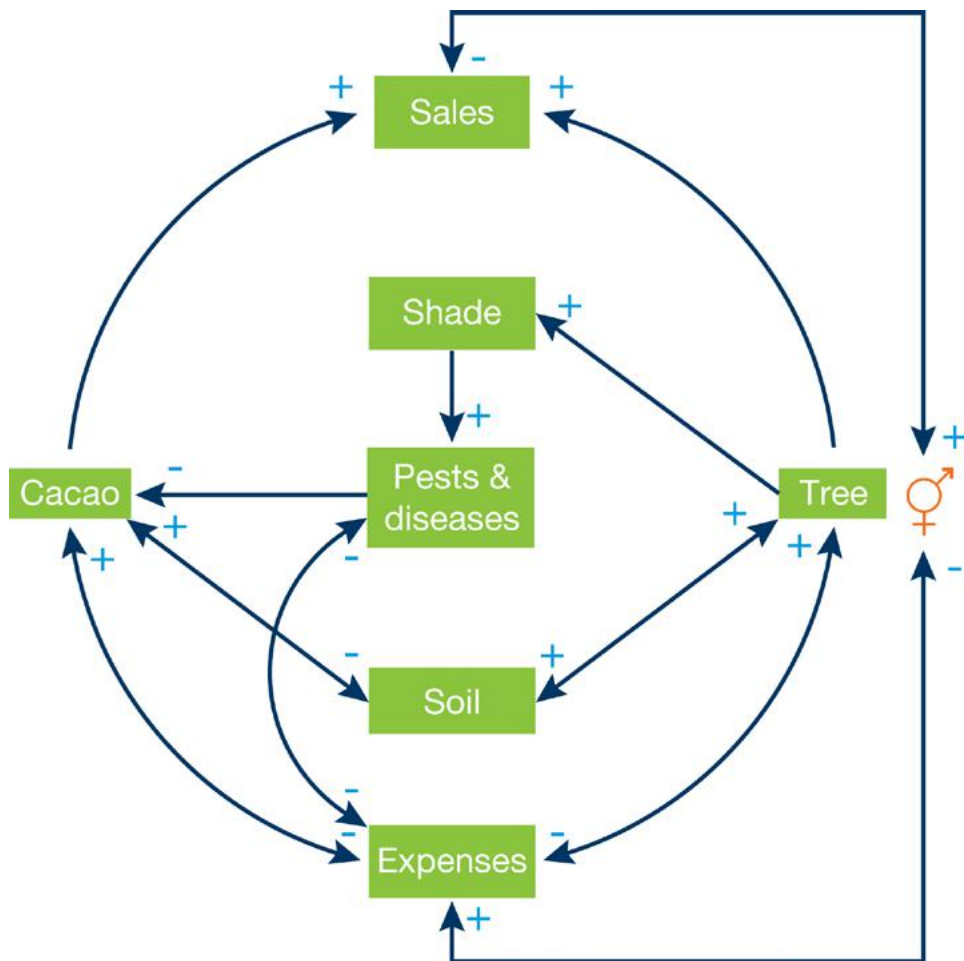 -
+
+
Sales
Shade
+
+
-
+
Cacao
Pests &
diseases
Tree
+
+
+
+
-
-
-
+
Soil
-
-
-
Expenses
+